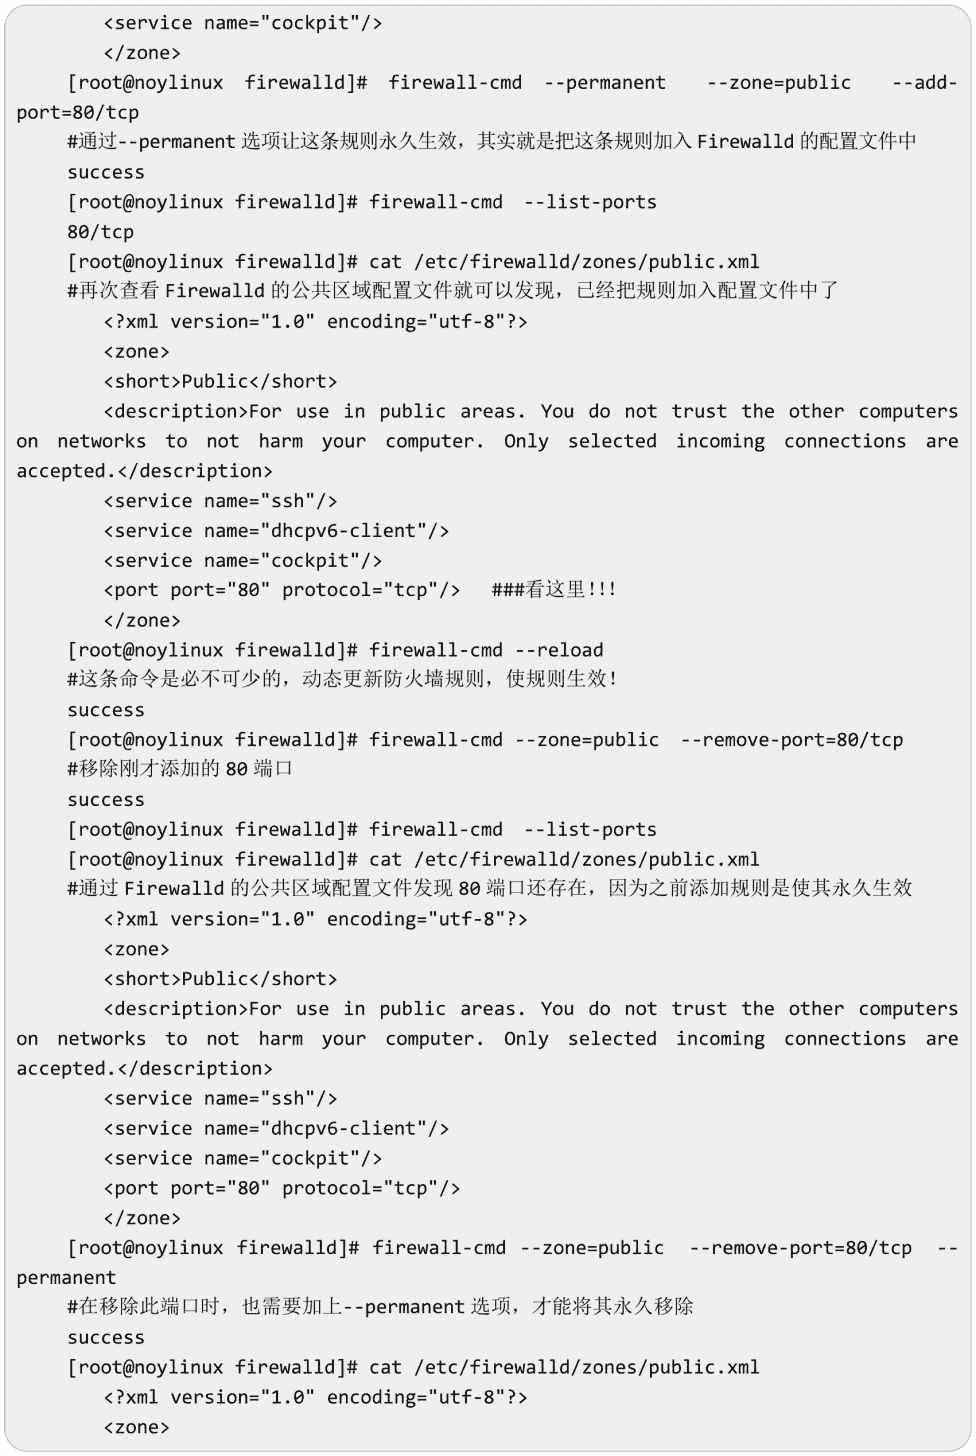 <service name="cockpit"/>
</zone>
[root@noylinux firewalld]# firewall-cmd --permanent --zone=public --add-
port=80/tcp
#通过--permanent 选项让这条规则永久生效，其实就是把这条规则加入 Firewalld 的配置文件中
success
[root@noylinux firewalld]# firewall-cmd --list-ports
80/tcp
[root@noylinux firewalld]# cat /etc/firewalld/zones/public.xml
#再次查看 Firewalld 的公共区域配置文件就可以发现，已经把规则加入配置文件中了
<?xml version="1.0" encoding="utf-8"?>
<zone>
<short>Public</short>
<description>For use in public areas. You do not trust the other computers
on networks to not harm your computer. Only selected incoming connections are
accepted.</description>
<service name="ssh"/>
<service name="dhcpv6-client"/>
<service name="cockpit"/>
<port port="80" protocol="tcp"/> ###看这里!!!
</zone>
[root@noylinux firewalld]# firewall-cmd --reload
#这条命令是必不可少的，动态更新防火墙规则，使规则生效!
success
[root@noylinux firewalld]# firewall-cmd --zone=public --remove-port=80/tcp
#移除刚才添加的 80 端口
success
[root@noylinux firewalld]# firewall-cmd --list-ports
[root@noylinux firewalld]# cat /etc/firewalld/zones/public.xml
#通过 Firewalld 的公共区域配置文件发现 80 端口还存在，因为之前添加规则是使其永久生效
<?xml version="1.0" encoding="utf-8"?>
<zone>
<short>Public</short>
<description>For use in public areas. You do not trust the other computers
on networks to not harm your computer. Only selected incoming connections are
accepted.</description>
<service name="ssh"/>
<service name="dhcpv6-client"/>
<service name="cockpit"/>
<port port="80" protocol="tcp"/>
</zone>
[root@noylinux firewalld]# firewall-cmd --zone=public --remove-port=80/tcp --
permanent
#在移除此端口时，也需要加上--permanent 选项，才能将其永久移除
success
[root@noylinux firewalld]# cat /etc/firewalld/zones/public.xml
<?xml version="1.0" encoding="utf-8"?>
<zone>